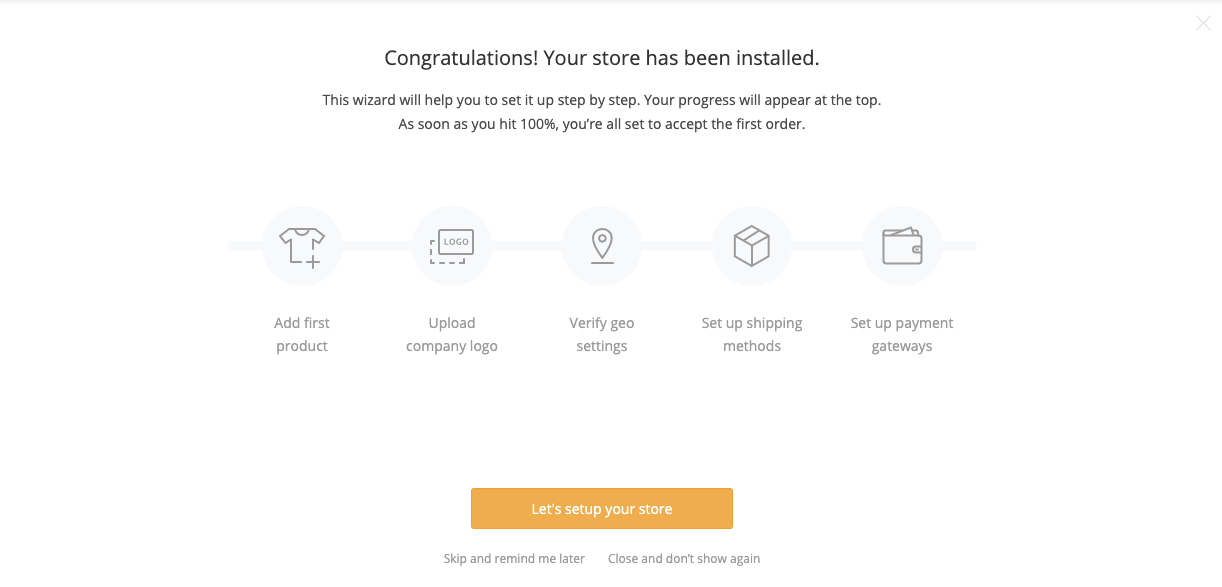 Congratulations! Your store has been installed.
This wizard will help you to set it up step by step. Your progress will appear at the top.
As soon as you hit 100%, you’re all set to accept the first order.
LOGO
Add first
product
Upload
company logo
Verify geo
settings
Set up shipping
methods
Set up payment
gateways
Let's setup your store
Skip and remind me later
Close and don’t show again